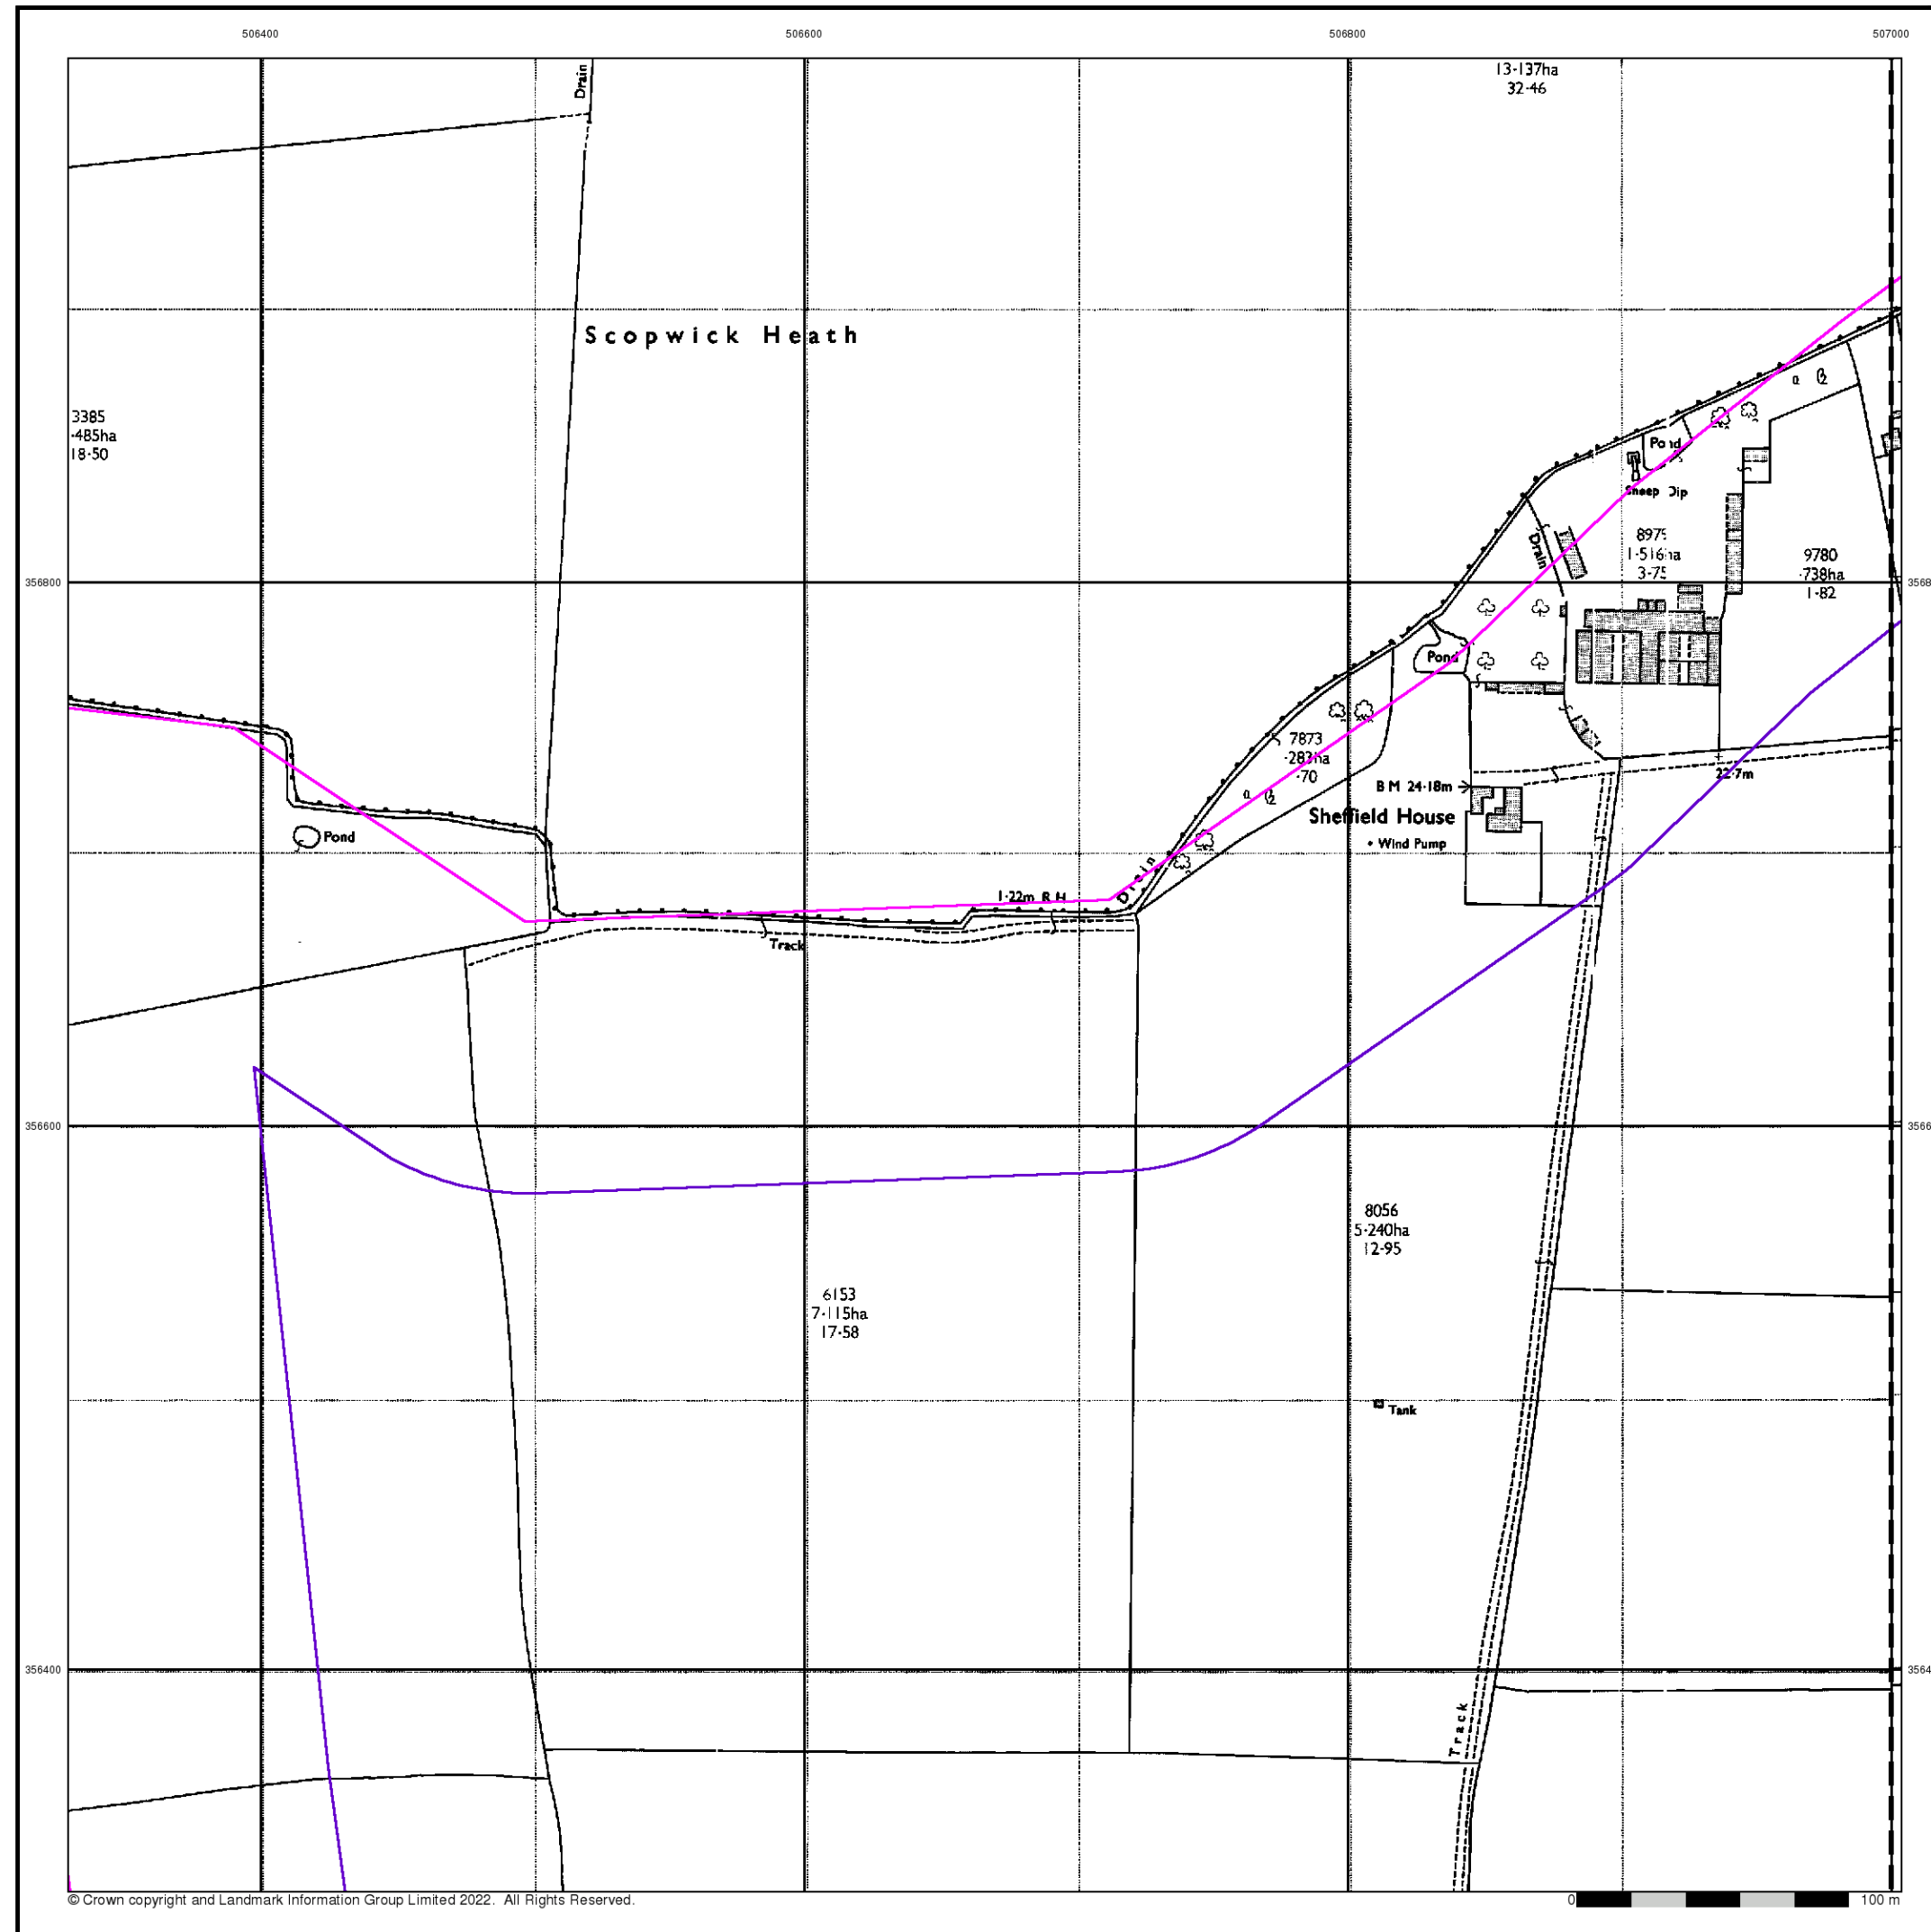 506400
506600
506800
507000
Drain
13·137ha
32·46
Scopwick Heath
3385
·485ha
18·50
Pond
Sheep Dip
Drain
1·516ha
9780
·738ha
1·82
356800
Pond
7873
·283ha
·70
B M 24·18m
22·7m
Sheffield House
Wind Pump
Pond
Drain
1·22m R H
Track
356600
8056
5·240ha
12·95
6153
7·115ha
17·58
Tank
356400
Track
© Crown copyright and Landmark Information Group Limited 2022. All Rights Reserved.
0
100 m